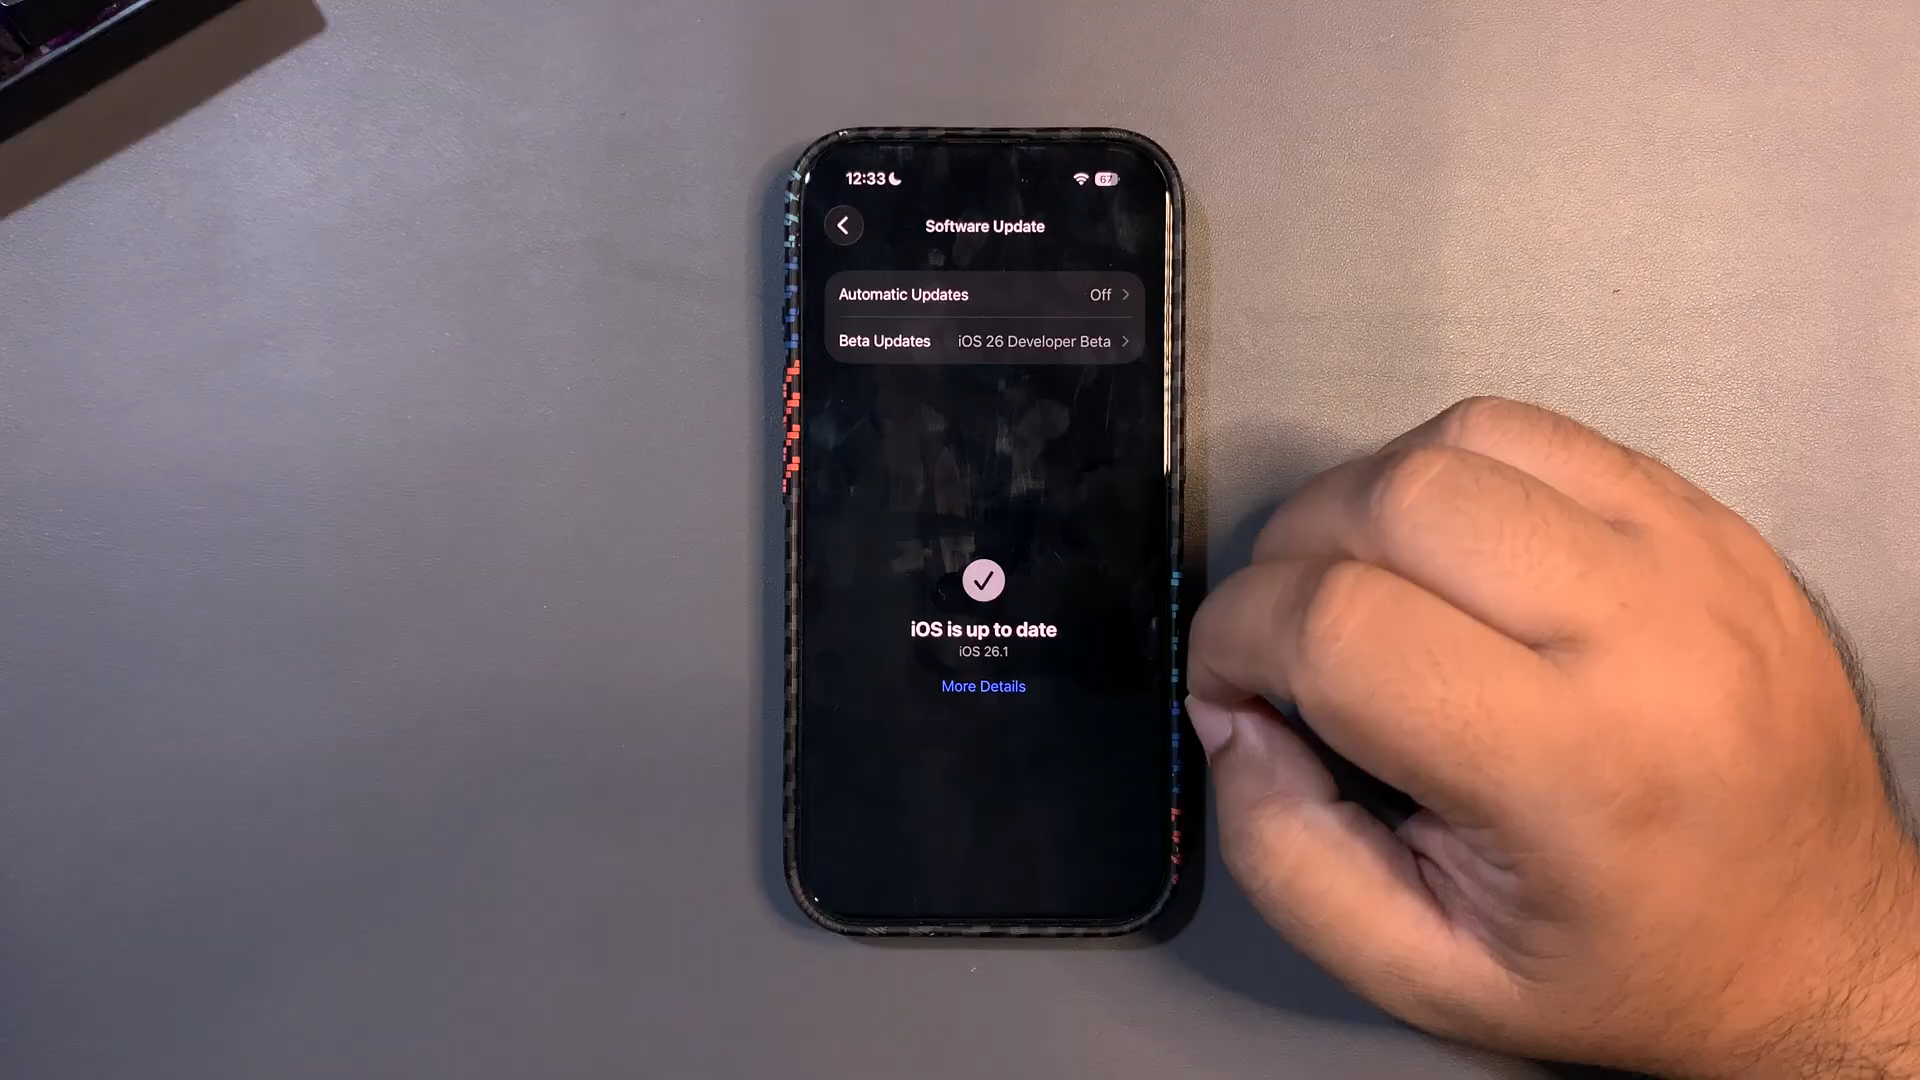 12:33
67
Software Update
Automatic Updates Off
Beta Updates iOS 26 Developer Beta
iOS is up to date
iOS 26.1
More Details